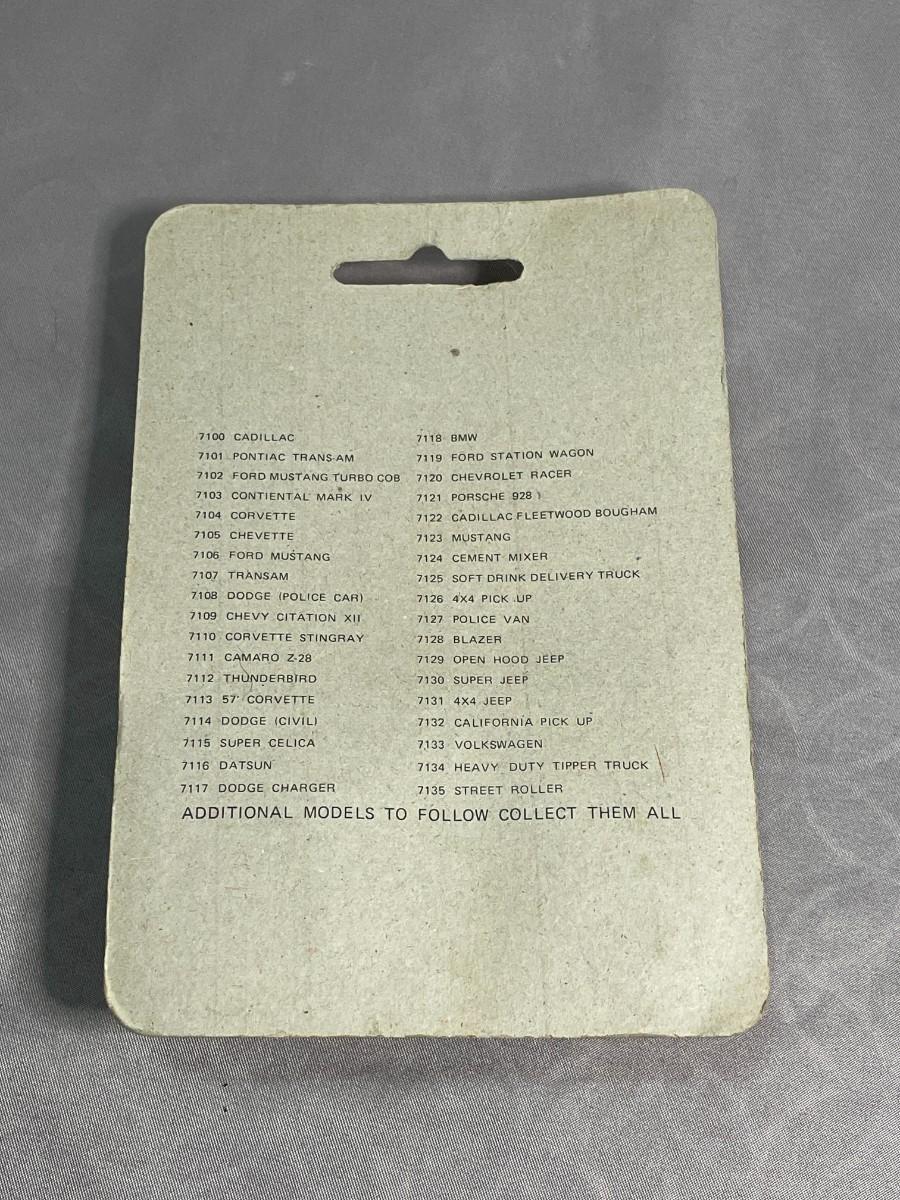 7100 CADILLAC
7101 PONTIAC TRANS-AM
7102 FORD MUSTANG TURBO COB
7103 CONTIENTAL MARK IV
7104 CORVETTE
7105 CHEVETTE
7106 FORD MUSTANG
7107 TRANSAM
7108 DODGE (POLICE CAR)
7109 CHEVY CITATION XII
7110 CORVETTE STINGRAY
7111 CAMARO Z-28
7112 THUNDERBIRD
7113 57' CORVETTE
7114 DODGE (CIVIL)
7115 SUPER CELICA
7116 DATSUN
7117 DODGE CHARGER
7118 BMW
7119 FORD STATION WAGON
7120 CHEVROLET RACER
7121 PORSCHE 928
7122 CADILLAC FLEETWOOD BOUGHAM
7123 MUSTANG
7124 CEMENT MIXER
7125 SOFT DRINK DELIVERY TRUCK
7126 4X4 PICK UP
7127 POLICE VAN
7128 BLAZER
7129 OPEN HOOD JEEP
7130 SUPER JEEP
7131 4X4 JEEP
7132 CALIFORNIA PICK UP
7133 VOLKSWAGEN
7134 HEAVY DUTY TIPPER TRUCK
7135 STREET ROLLER
ADDITIONAL MODELS TO FOLLOW COLLECT THEM ALL